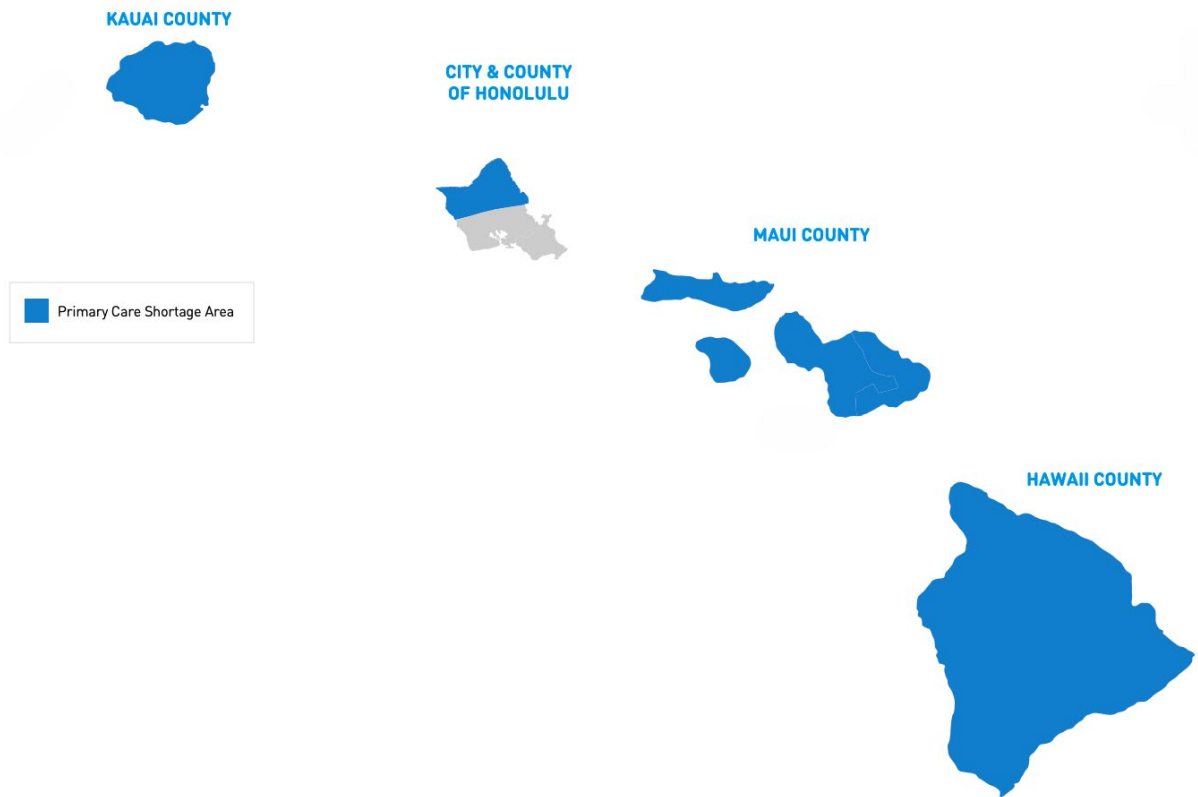 KAUAI COUNTY
CITY & COUNTY
OF HONOLULU
MAUI COUNTY
Primary Care Shortage Area
HAWAII COUNTY